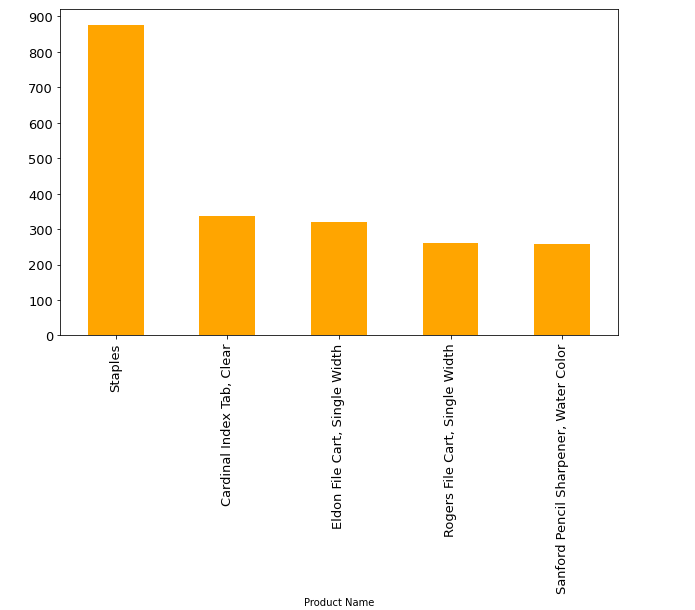 900
800
700
600
500
400
300
200
100
0
Staples
Cardinal Index Tab, Clear
Eldon File Cart, Single Width
Rogers File Cart, Single Width
Sanford Pencil Sharpener, Water Color
Product Name